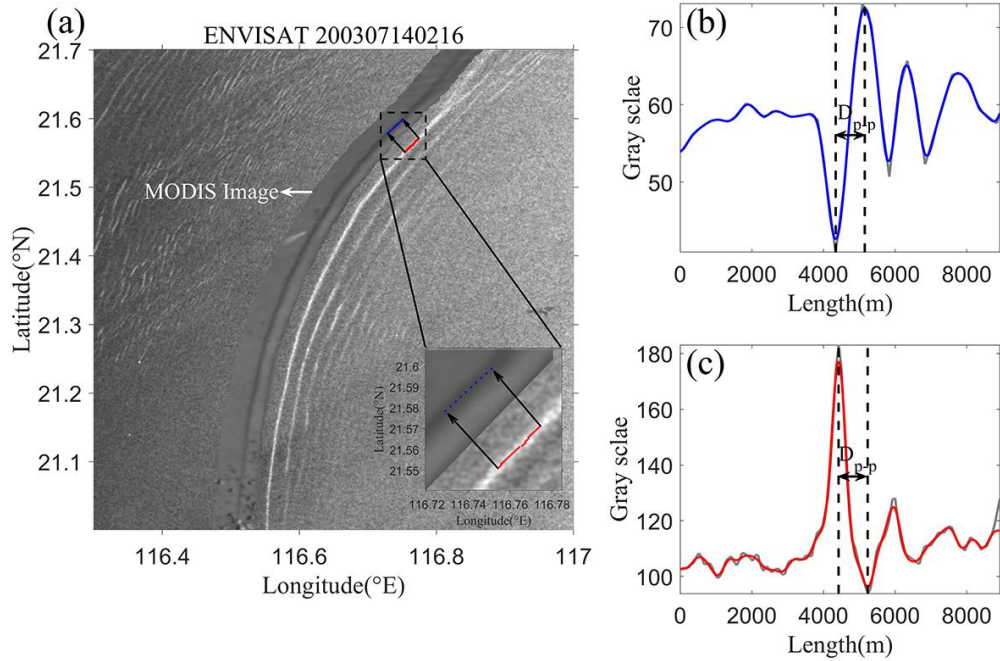 (a)
ENVISAT 200307140216
21.7
21.6
21.5
21.4
21.3
21.2
21.1
Latitude(°N)
MODIS Image
116.4
116.6
116.8
117
Longitude(°E)
21.6
21.59
21.58
21.57
21.56
21.55
Latitude(°N)
116.72
116.74
116.76
116.78
Longitude(°E)
(b)
70
60
50
Gray sclae
D p-p
0
2000
4000
6000
8000
Length(m)
(c)
180
160
140
120
100
Gray sclae
D p-p
0
2000
4000
6000
8000
Length(m)